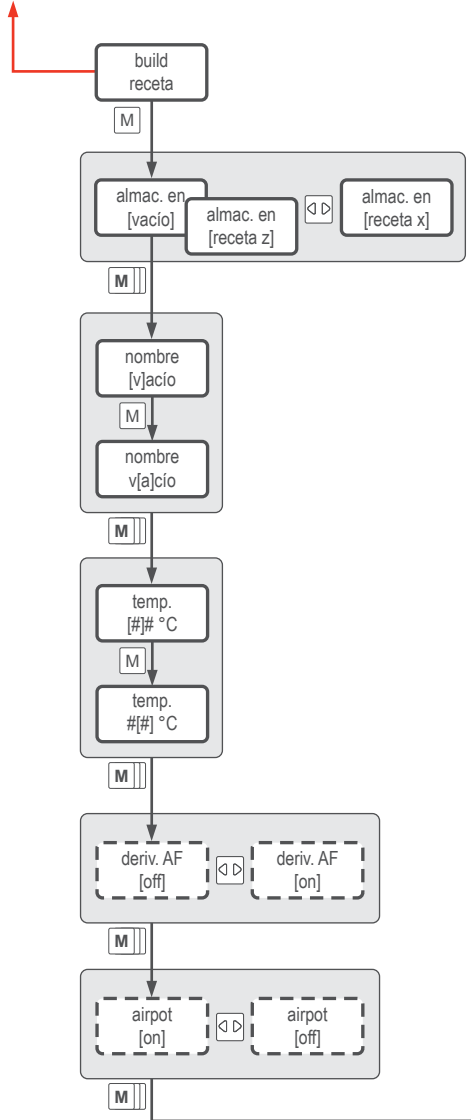 build
receta
M
almac. en
[vacío]
almac. en
[receta z]
almac. en
[receta x]
M
nombre
[v]acío
M
nombre
v[a]cío
M
temp.
[#]# °C
M
temp.
#[#] °C
M
deriv. AF
[off]
deriv. AF
[on]
M
airpot
[on]
airpot
[off]
M